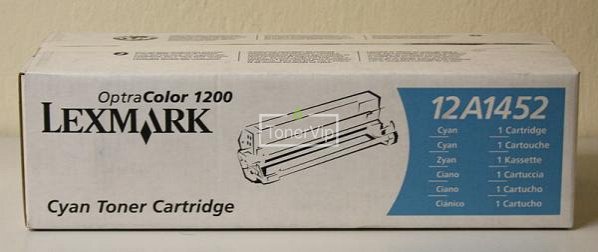 OptraColor 1200
LEXMARK
Cyan Toner Cartridge
TonerVip
12A1452
Cyan 1 Cartridge
Cyan 1 Cartouche
Zyan 1 Kassette
Ciano 1 Cartuccia
Ciano 1 Cartucho
Ciánico 1 Cartucho